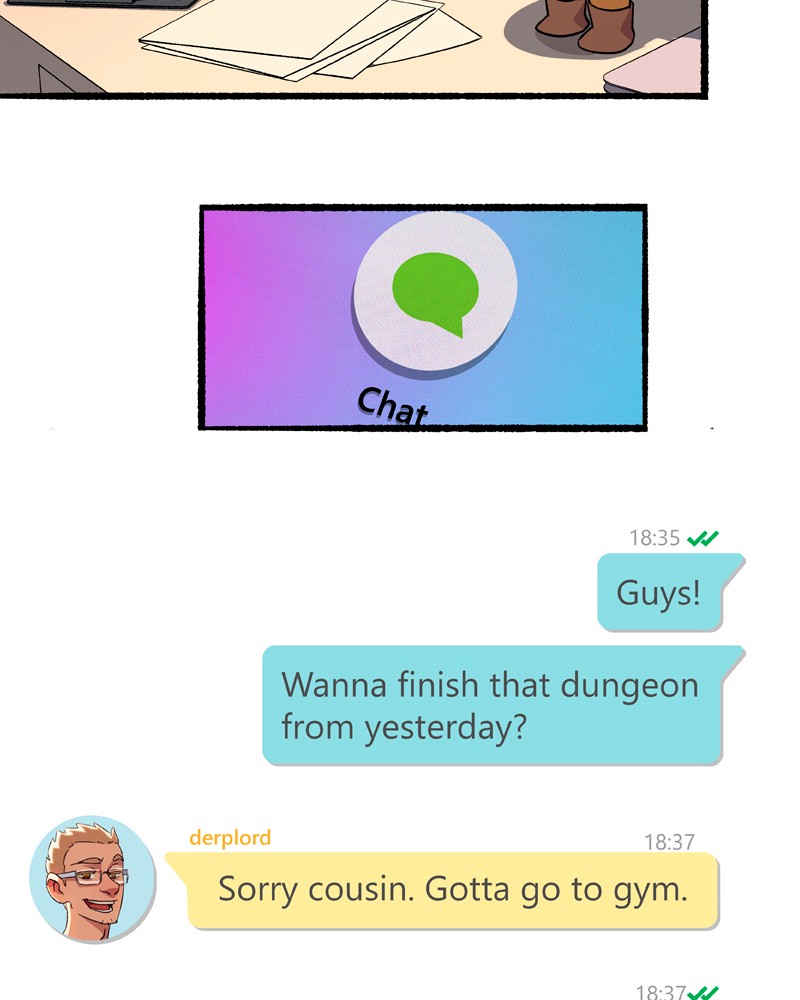 Chat
18:35
Guys!
Wanna finish that dungeon
from yesterday?
derplord
18:37
Sorry cousin. Gotta go to gym.
18:37